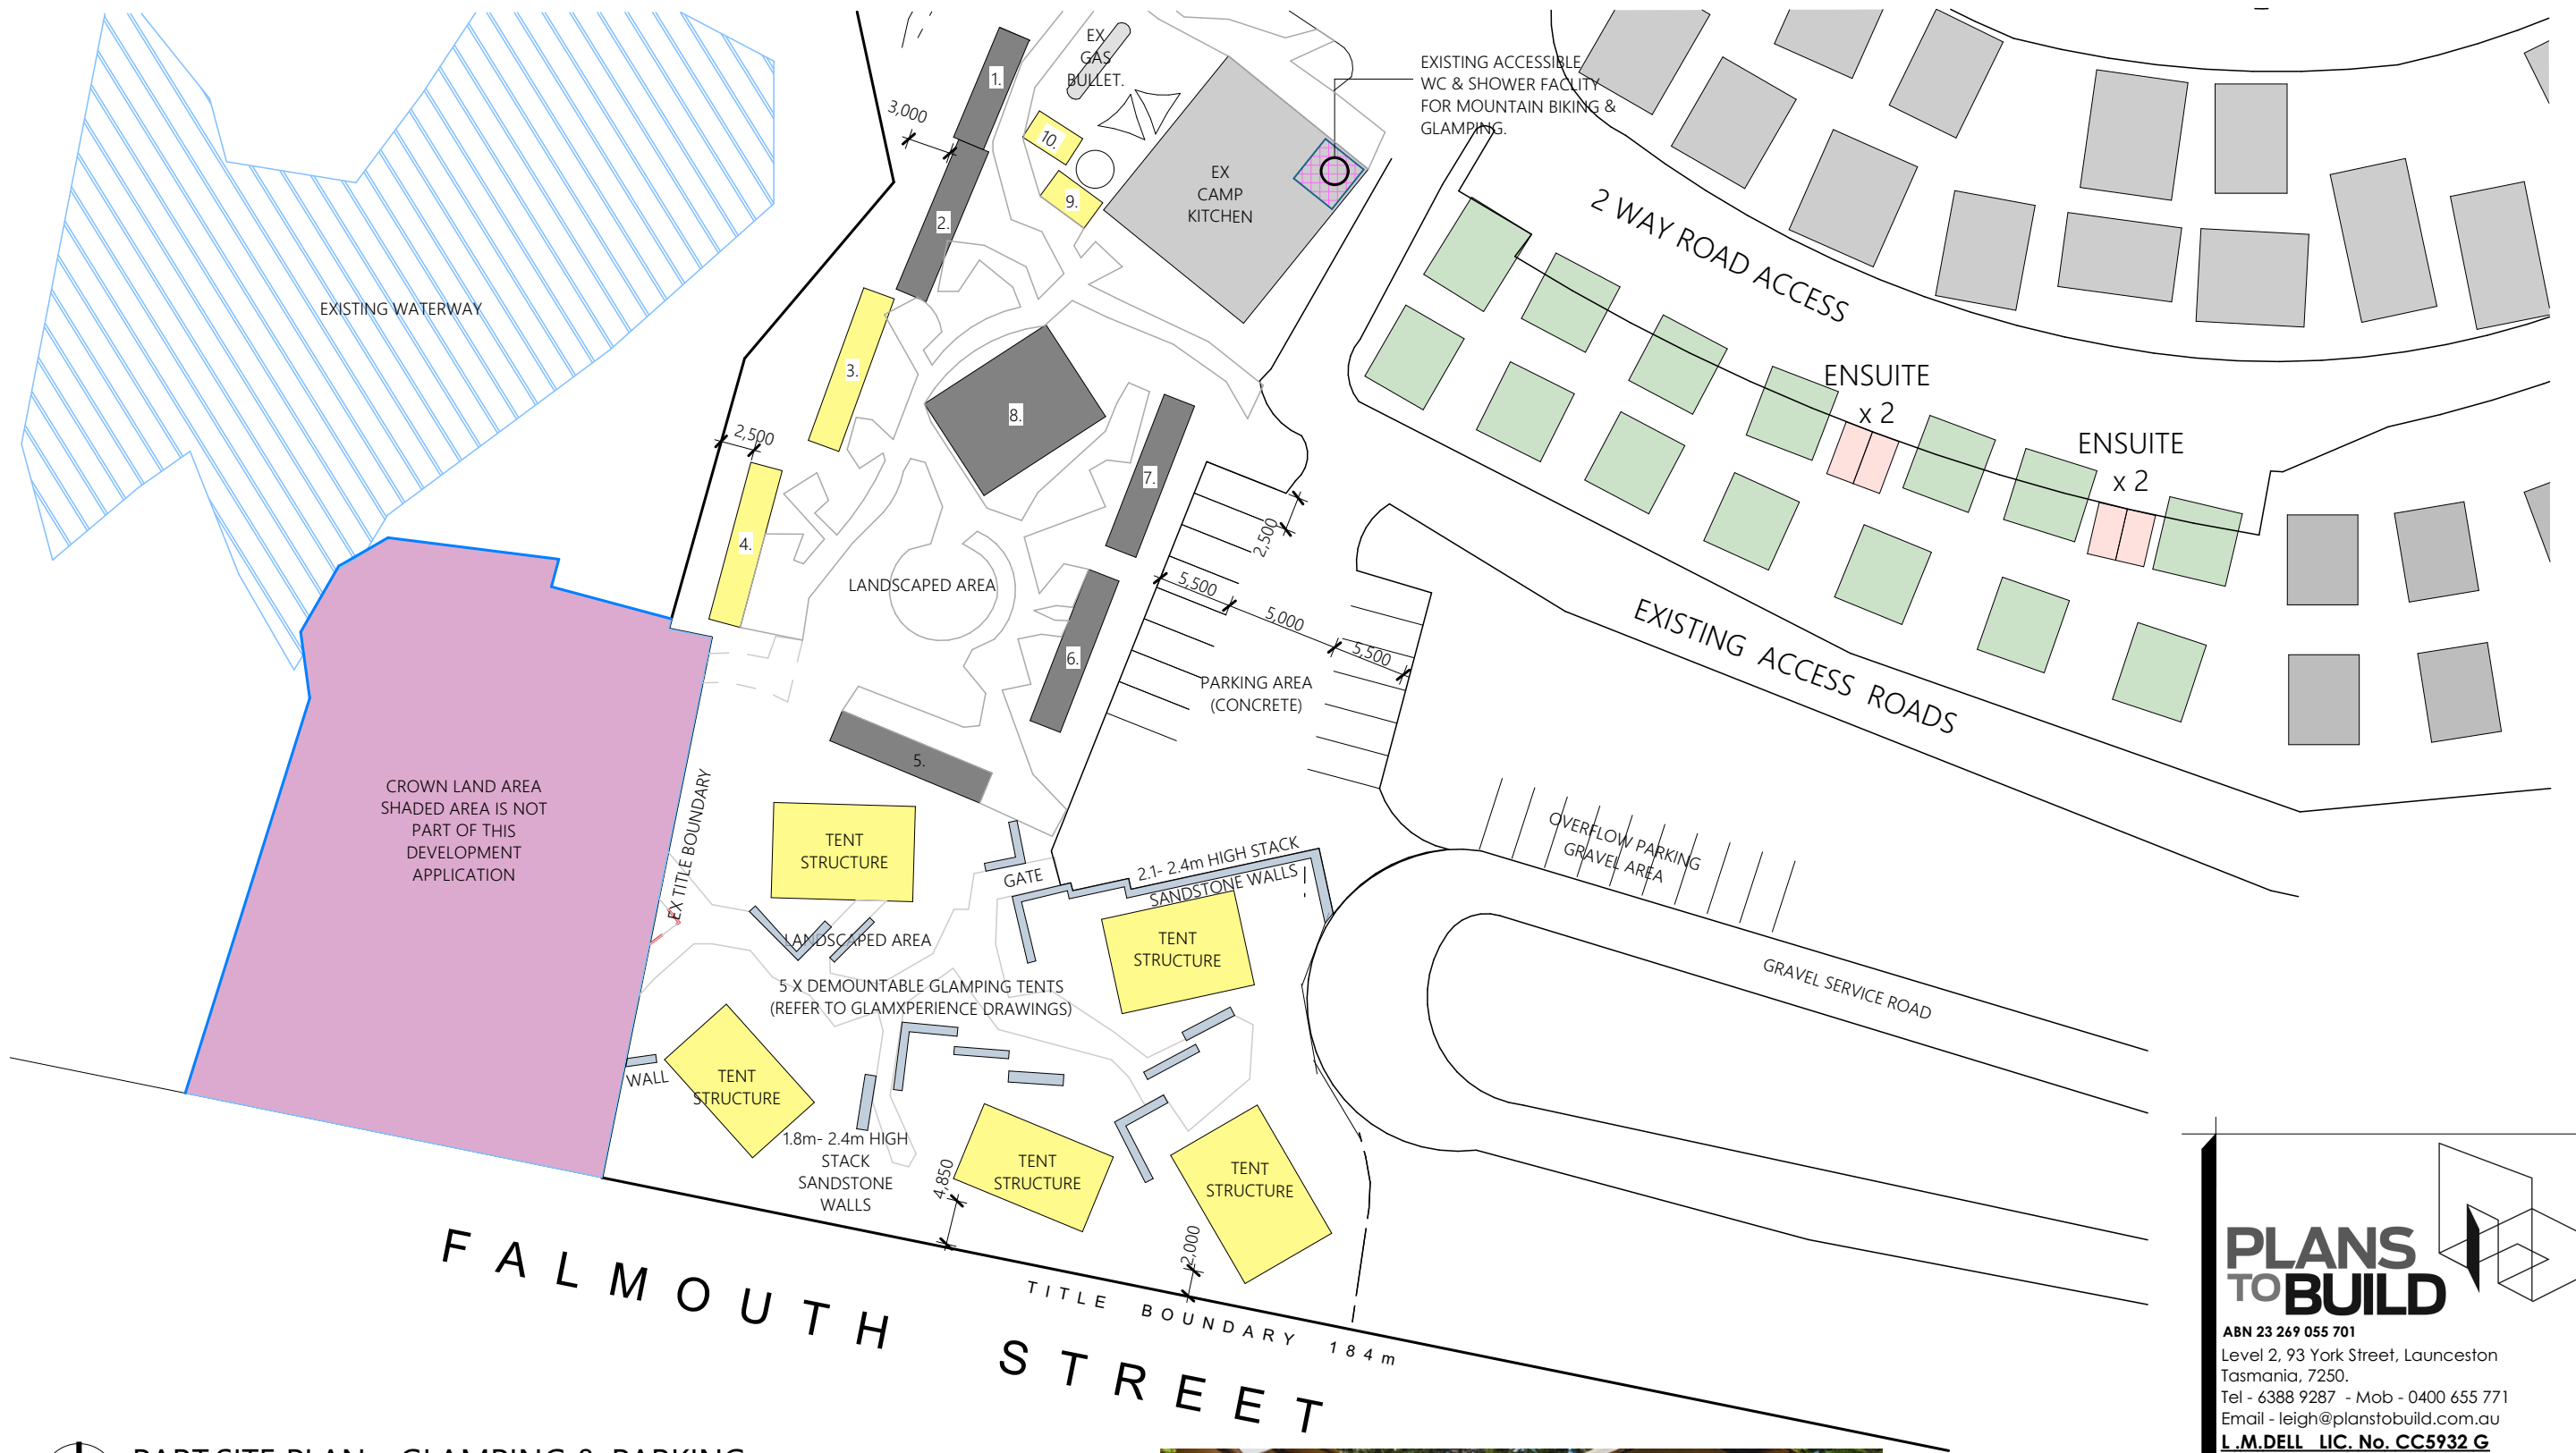 EX
GAS
BULLET.
EXISTING ACCESSIBLE
WC & SHOWER FACLITY
FOR MOUNTAIN BIKING &
GLAMPING.
1.
3,000
10.
9.
2.
EX
CAMP
KITCHEN
2 WAY ROAD ACCESS
EXISTING WATERWAY
3.
8.
ENSUITE
x 2
ENSUITE
x 2
2,500
7.
4.
2,500
LANDSCAPED AREA
5,500
5,000
5,500
6.
PARKING AREA
(CONCRETE)
EXISTING ACCESS ROADS
5.
CROWN LAND AREA
SHADED AREA IS NOT
PART OF THIS
DEVELOPMENT
APPLICATION
EX TITLE BOUNDARY
TENT
STRUCTURE
GATE
2.1- 2.4m HIGH STACK
SANDSTONE WALLS
OVERFLOW PARKING
GRAVEL AREA
LANDSCAPED AREA
TENT
STRUCTURE
GRAVEL SERVICE ROAD
5 X DEMOUNTABLE GLAMPING TENTS
(REFER TO GLAMXPERIENCE DRAWINGS)
WALL
TENT
STRUCTURE
1.8m- 2.4m HIGH
STACK
SANDSTONE
WALLS
4,850
TENT
STRUCTURE
TENT
STRUCTURE
2,000
FALMOUTH STREET
TITLE BOUNDARY 184m
PLANS
TO BUILD
ABN 23 269 055 701
Level 2, 93 York Street, Launceston
Tasmania, 7250.
Tel - 6388 9287 - Mob - 0400 655 771
Email - leigh@planstobuild.com.au
L .M.DELL LIC. No. CC5932 G
PART SITE PLAN - GLAMPING & PARKING